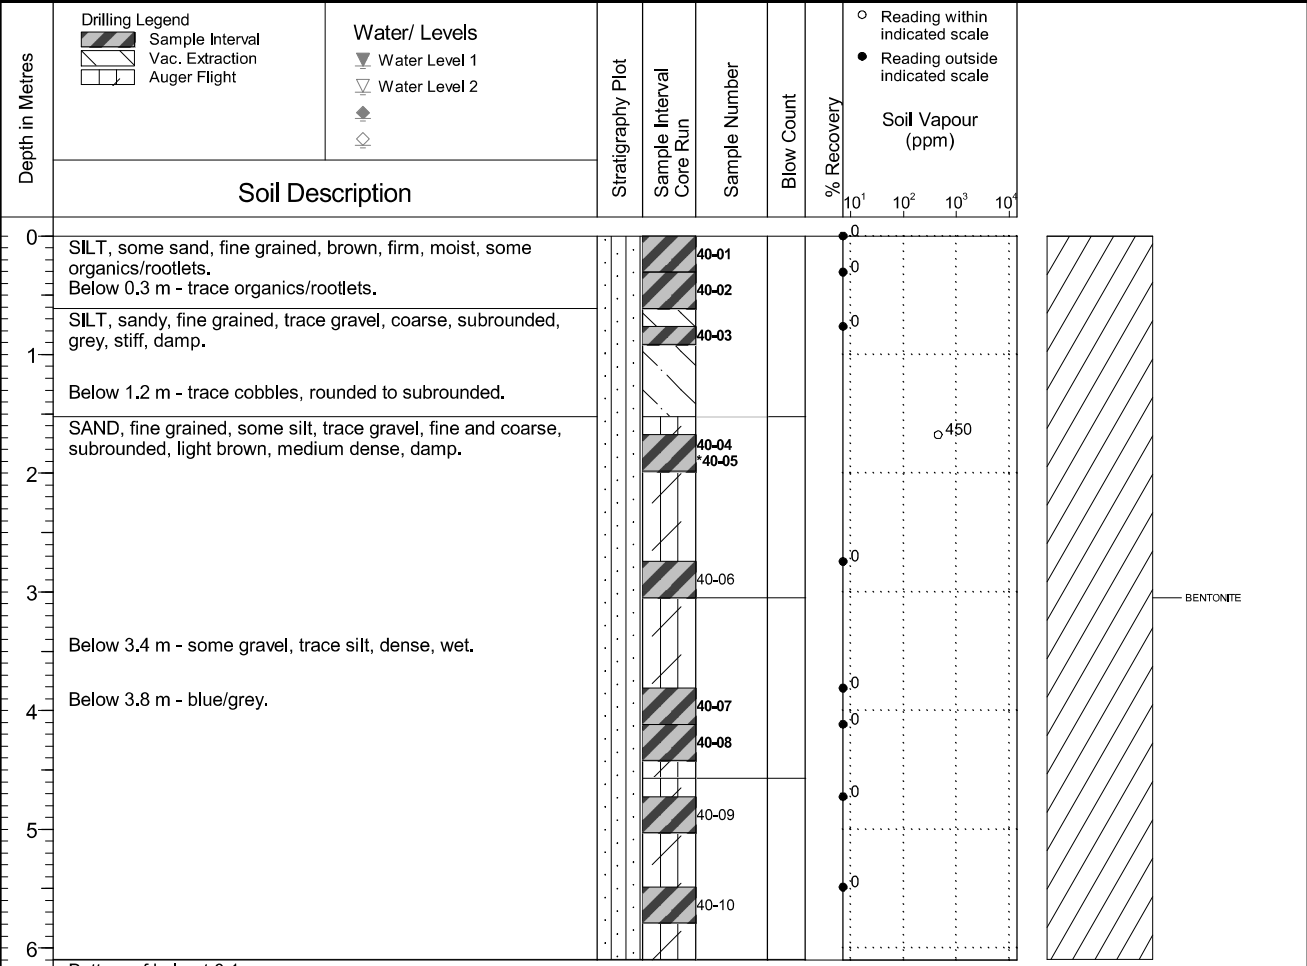 Drilling Legend
Sample Interval
Vac. Extraction
Auger Flight
Water/ Levels
Water Level 1
Water Level 2
Depth in Metres
Soil Description
Stratigraphy Plot
Sample Interval
Core Run
Sample Number
Blow Count
% Recovery
Reading within
indicated scale
Reading outside
indicated scale
Soil Vapour
(ppm)
10¹ 10² 10³ 10⁴
0
SILT, some sand, fine grained, brown, firm, moist, some
organics/rootlets.
Below 0.3 m - trace organics/rootlets.
40-01
0
40-02
0
SILT, sandy, fine grained, trace gravel, coarse, subrounded,
grey, stiff, damp.
40-03
0
1
Below 1.2 m - trace cobbles, rounded to subrounded.
SAND, fine grained, some silt, trace gravel, fine and coarse,
subrounded, light brown, medium dense, damp.
40-04
*40-05
450
2
40-06
0
3
BENTONITE
Below 3.4 m - some gravel, trace silt, dense, wet.
Below 3.8 m - blue/grey.
40-07
0
4
40-08
0
40-09
0
5
40-10
0
6